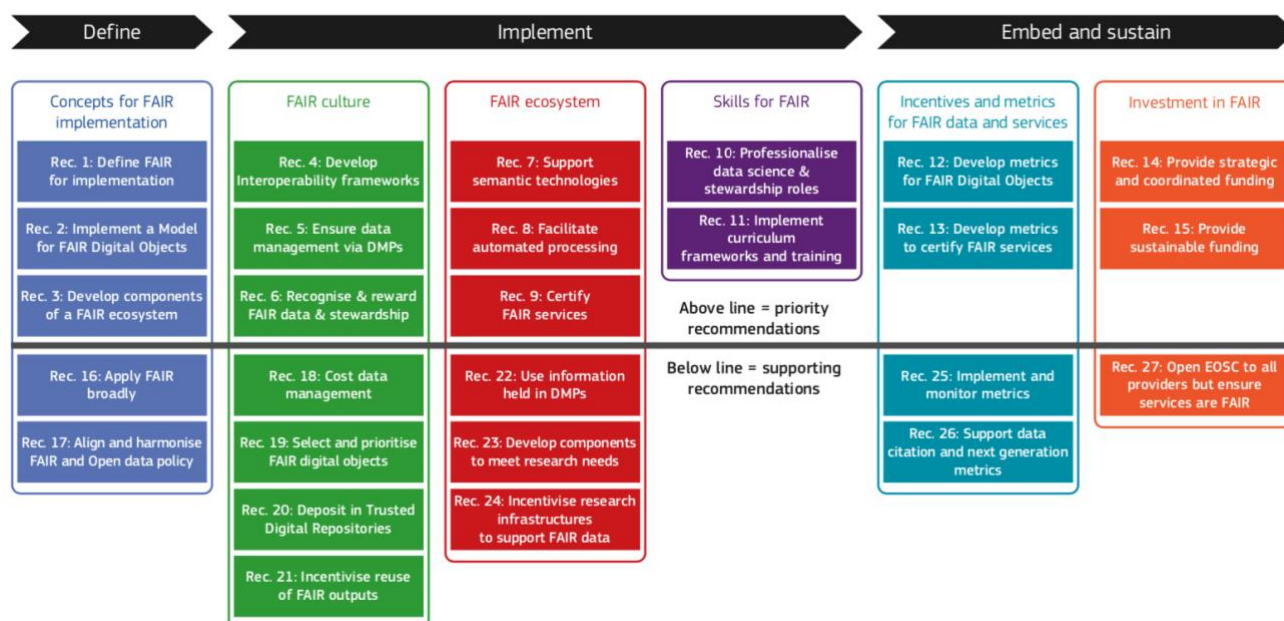 Define
Implement
Embed and sustain
Concepts for FAIR
implementation
Rec. 1: Define FAIR
for implementation
Rec. 2: Implement a Model
for FAIR Digital Objects
Rec. 3: Develop components
of a FAIR ecosystem
Rec. 16: Apply FAIR
broadly
Rec. 17: Align and harmonise
FAIR and Open data policy
FAIR culture
Rec. 4: Develop
Interoperability frameworks
Rec. 5: Ensure data
management via DMPs
Rec. 6: Recognise & reward
FAIR data & stewardship
Rec. 18: Cost data
management
Rec. 19: Select and prioritise
FAIR digital objects
Rec. 20: Deposit in Trusted
Digital Repositories
Rec. 21: Incentivise reuse
of FAIR outputs
FAIR ecosystem
Rec. 7: Support
semantic technologies
Rec. 8: Facilitate
automated processing
Rec. 9: Certify
FAIR services
Rec. 22: Use information
held in DMPs
Rec. 23: Develop components
to meet research needs
Rec. 24: Incentivise research
infrastructures
to support FAIR data
Skills for FAIR
Rec. 10: Professionalise
data science &
stewardship roles
Rec. 11: Implement
curriculum
frameworks and training
Above line = priority
recommendations
Below line = supporting
recommendations
Incentives and metrics
for FAIR data and services
Rec. 12: Develop metrics
for FAIR Digital Objects
Rec. 13: Develop metrics
to certify FAIR services
Rec. 25: Implement and
monitor metrics
Rec. 26: Support data
citation and next generation
metrics
Investment in FAIR
Rec. 14: Provide strategic
and coordinated funding
Rec. 15: Provide
sustainable funding
Rec. 27: Open EOSC to all
providers but ensure
services are FAIR